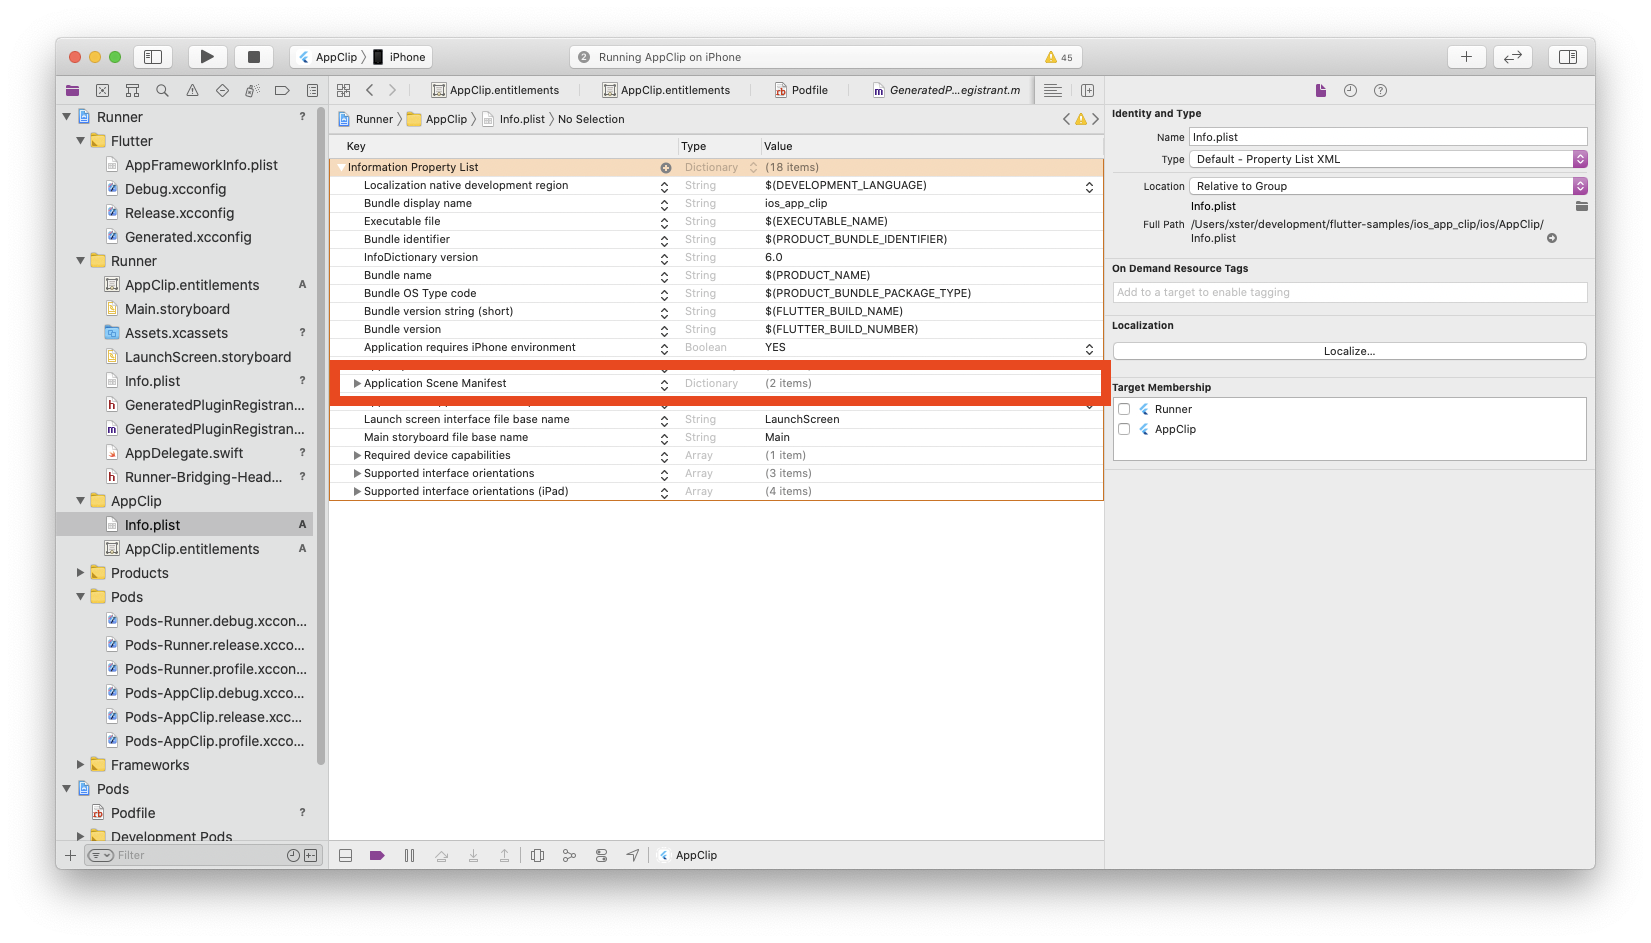 AppClip 〉 iPhone
2 Running AppClip on iPhone
45
AppClip.entitlements
AppClip.entitlements
Podfile
GeneratedP...egistrant.m
Runner 〉 AppClip 〉 Info.plist 〉 No Selection
Runner ?
Flutter
AppFrameworkInfo.plist
Debug.xcconfig
Release.xcconfig
Generated.xcconfig
Runner
AppClip.entitlements A
Main.storyboard
Assets.xcassets ?
LaunchScreen.storyboard
Info.plist ?
GeneratedPluginRegistran... ?
GeneratedPluginRegistran... ?
AppDelegate.swift ?
Runner-Bridging-Head... ?
AppClip
Info.plist A
AppClip.entitlements A
Products
Pods
Pods-Runner.debug.xccon...
Pods-Runner.release.xcco...
Pods-Runner.profile.xccon...
Pods-AppClip.debug.xcco...
Pods-AppClip.release.xcc...
Pods-AppClip.profile.xcco...
Frameworks
Pods
Podfile ?
Development Pods
Filter
Key Type Value
Information Property List Dictionary (18 items)
Localization native development region String $(DEVELOPMENT_LANGUAGE)
Bundle display name String ios_app_clip
Executable file String $(EXECUTABLE_NAME)
Bundle identifier String $(PRODUCT_BUNDLE_IDENTIFIER)
InfoDictionary version String 6.0
Bundle name String $(PRODUCT_NAME)
Bundle OS Type code String $(PRODUCT_BUNDLE_PACKAGE_TYPE)
Bundle version string (short) String $(FLUTTER_BUILD_NAME)
Bundle version String $(FLUTTER_BUILD_NUMBER)
Application requires iPhone environment Boolean YES
Application Scene Manifest Dictionary (2 items)
Launch screen interface file base name String LaunchScreen
Main storyboard file base name String Main
Required device capabilities Array (1 item)
Supported interface orientations Array (3 items)
Supported interface orientations (iPad) Array (4 items)
AppClip
Identity and Type
Name Info.plist
Type Default - Property List XML
Location Relative to Group
Info.plist
Full Path /Users/xster/development/flutter-samples/ios_app_clip/ios/AppClip/
Info.plist
On Demand Resource Tags
Add to a target to enable tagging
Localization
Localize...
Target Membership
Runner
AppClip